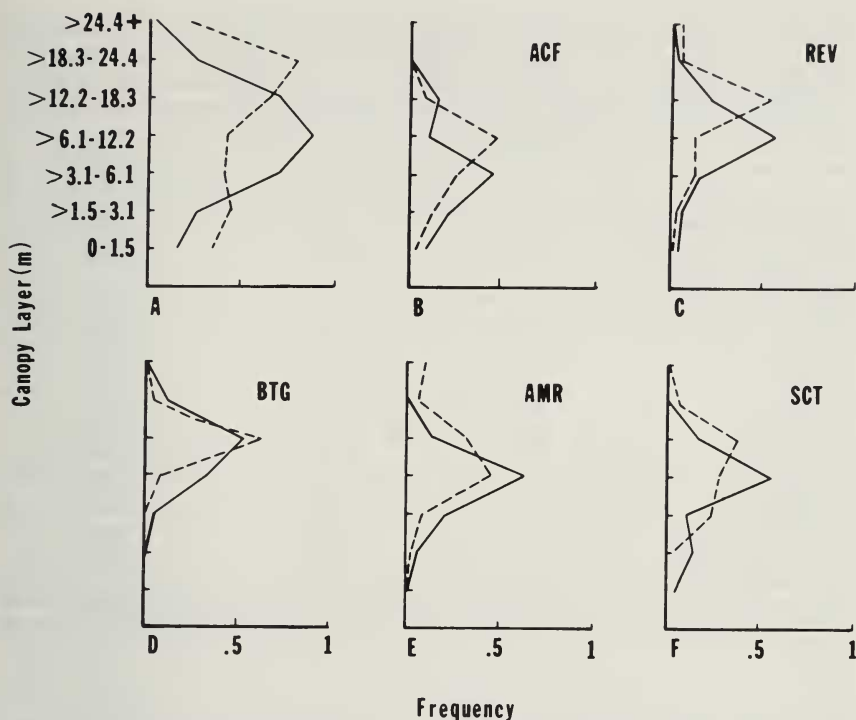 >24.4+
>18.3-24.4
>12.2-18.3
>6.1-12.2
>3.1-6.1
>1.5-3.1
0-1.5
Canopy Layer(m)
A
ACF
B
REV
C
BTG
D
.5
1
AMR
E
.5
1
SCT
F
.5
1
Frequency